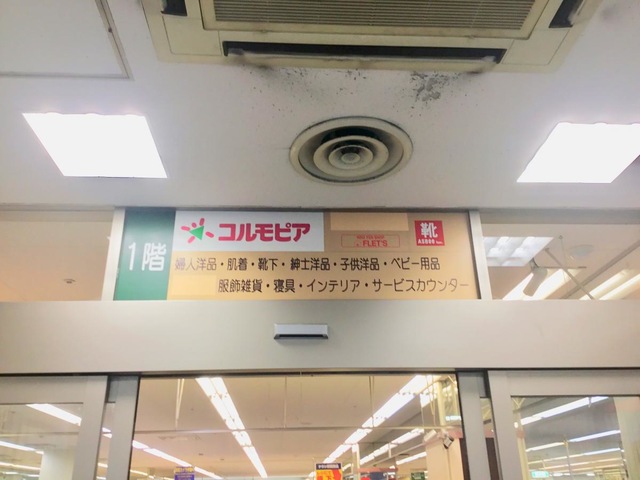 1階
コルモピア
FLET'S
靴
婦人洋品・肌着・靴下・紳士洋品・子供洋品・ベビー用品
服飾雑貨・寝具・インテリア・サービスカウンター